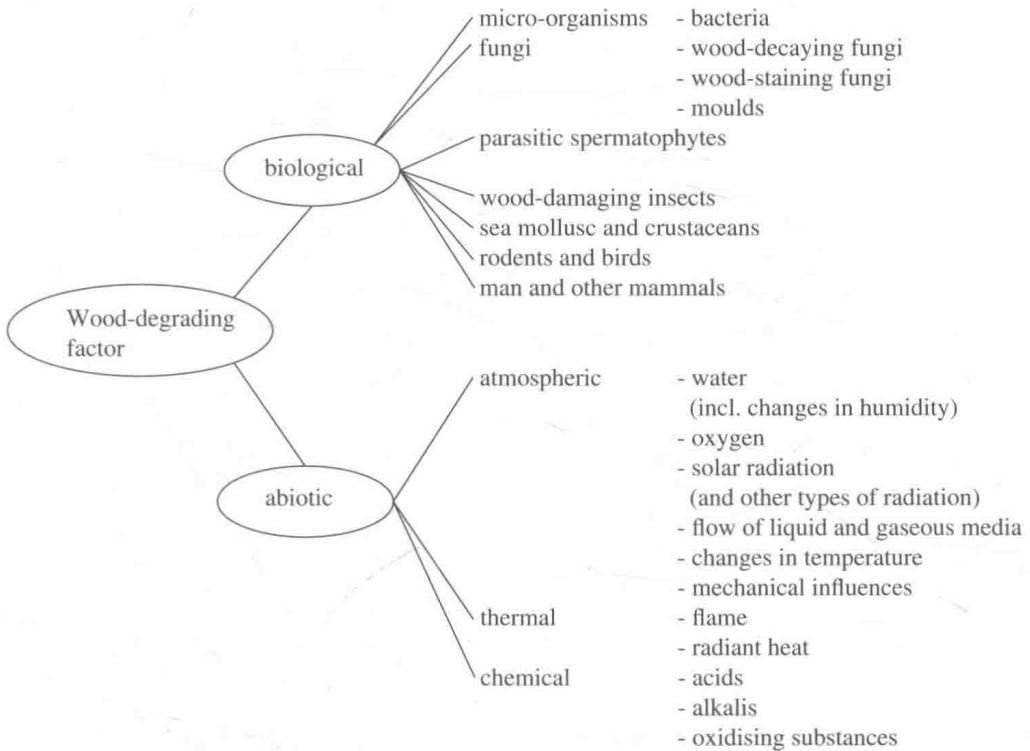 micro-organisms - bacteria
fungi - wood-decaying fungi
- wood-staining fungi
- moulds
parasitic spermatophytes
biological
wood-damaging insects
sea mollusc and crustaceans
rodents and birds
man and other mammals
Wood-degrading
factor
atmospheric - water
(incl. changes in humidity)
- oxygen
- solar radiation
(and other types of radiation)
abiotic
- flow of liquid and gaseous media
- changes in temperature
- mechanical influences
thermal - flame
- radiant heat
chemical - acids
- alkalis
- oxidising substances